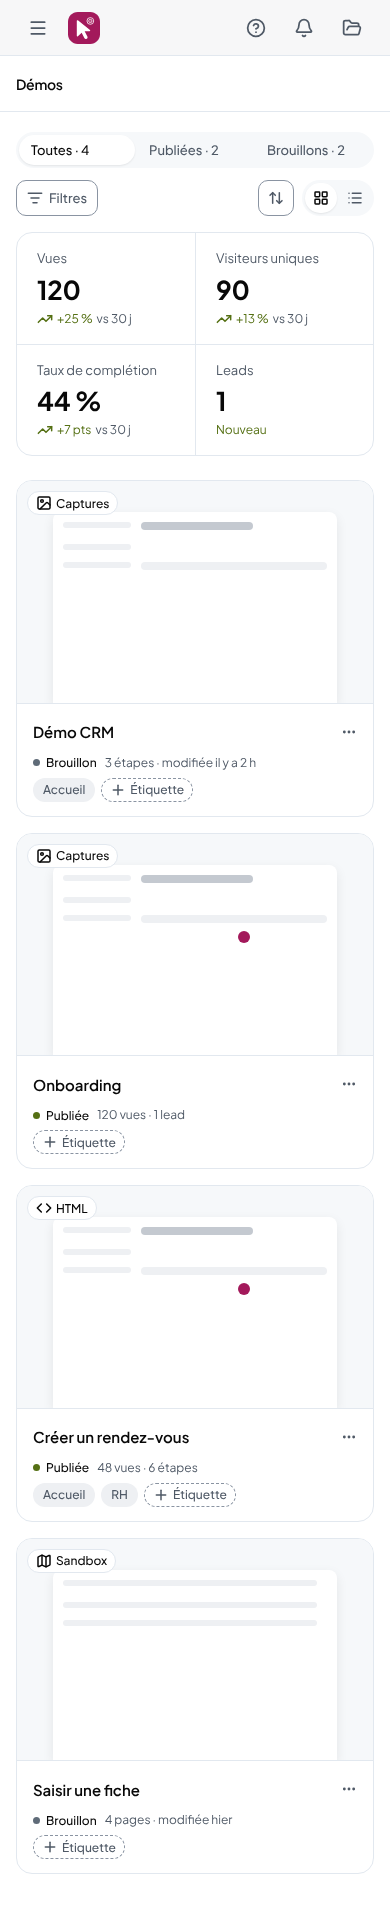 Démos
Toutes · 4 Publiées · 2 Brouillons · 2
Filtres
Vues
120
+25 % vs 30 j
Visiteurs uniques
90
+13 % vs 30 j
Taux de complétion
44 %
+7 pts vs 30 j
Leads
1
Nouveau
Captures
Démo CRM
Brouillon 3 étapes · modifiée il y a 2 h
Accueil + Étiquette
Captures
Onboarding
Publiée 120 vues · 1 lead
+ Étiquette
HTML
Créer un rendez-vous
Publiée 48 vues · 6 étapes
Accueil RH + Étiquette
Sandbox
Saisir une fiche
Brouillon 4 pages · modifiée hier
+ Étiquette